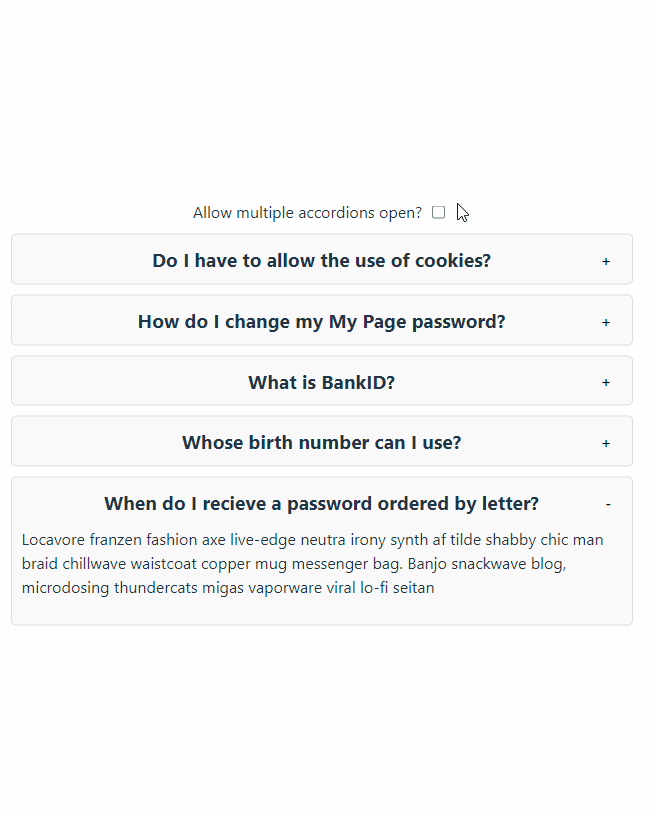 Allow multiple accordions open?
Do I have to allow the use of cookies? +
How do I change my My Page password? +
What is BankID? +
Whose birth number can I use? +
When do I recieve a password ordered by letter? -
Locavore franzen fashion axe live-edge neutra irony synth af tilde shabby chic man
braid chillwave waistcoat copper mug messenger bag. Banjo snackwave blog,
microdosing thundercats migas vaporware viral lo-fi seitan